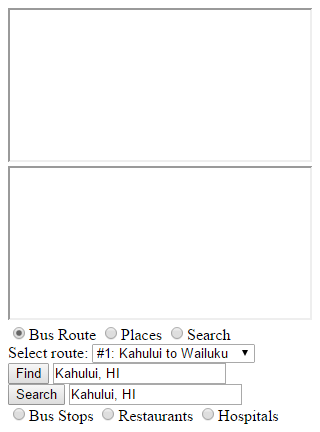 Bus Route Places Search
Select route: #1: Kahului to Wailuku
Find Kahului, HI
Search Kahului, HI
Bus Stops Restaurants Hospitals